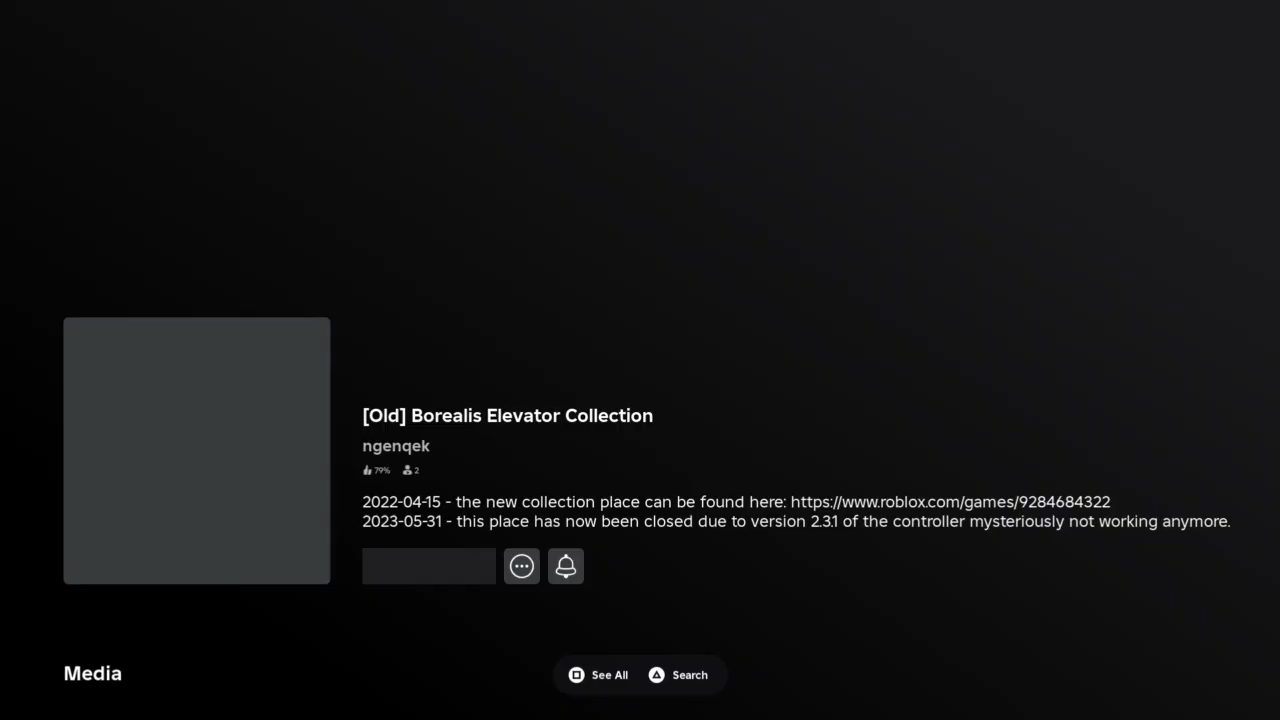 [Old] Borealis Elevator Collection
ngenqek
79% 2
2022-04-15 - the new collection place can be found here: https://www.roblox.com/games/9284684322
2023-05-31 - this place has now been closed due to version 2.3.1 of the controller mysteriously not working anymore.
Media
See All Search